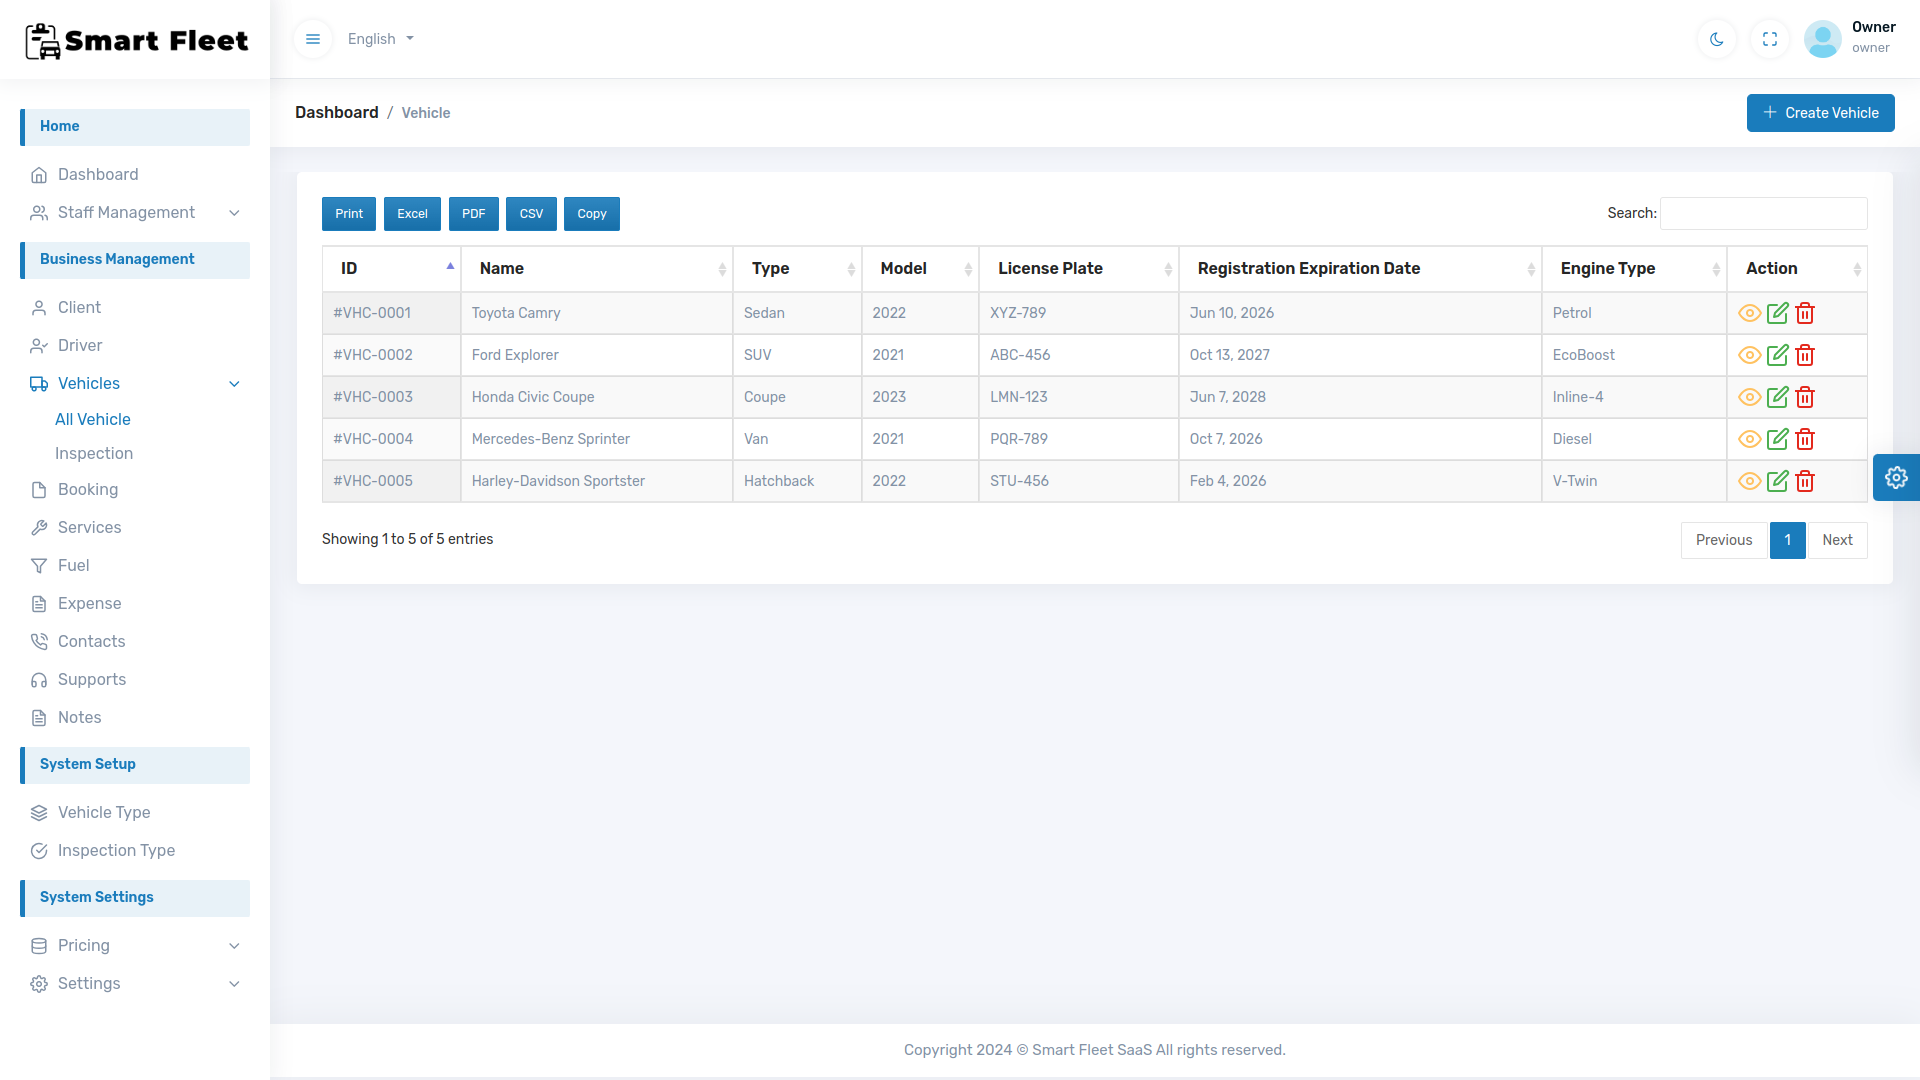 Smart Fleet
English
Owner
owner
Home
Dashboard
Staff Management
Business Management
Client
Driver
Vehicles
All Vehicle
Inspection
Booking
Services
Fuel
Expense
Contacts
Supports
Notes
System Setup
Vehicle Type
Inspection Type
System Settings
Pricing
Settings
Dashboard / Vehicle
Create Vehicle
Print Excel PDF CSV Copy
Search:
ID Name Type Model License Plate Registration Expiration Date Engine Type Action
#VHC-0001 Toyota Camry Sedan 2022 XYZ-789 Jun 10, 2026 Petrol
#VHC-0002 Ford Explorer SUV 2021 ABC-456 Oct 13, 2027 EcoBoost
#VHC-0003 Honda Civic Coupe Coupe 2023 LMN-123 Jun 7, 2028 Inline-4
#VHC-0004 Mercedes-Benz Sprinter Van 2021 PQR-789 Oct 7, 2026 Diesel
#VHC-0005 Harley-Davidson Sportster Hatchback 2022 STU-456 Feb 4, 2026 V-Twin
Showing 1 to 5 of 5 entries
Previous 1 Next
Copyright 2024 © Smart Fleet SaaS All rights reserved.